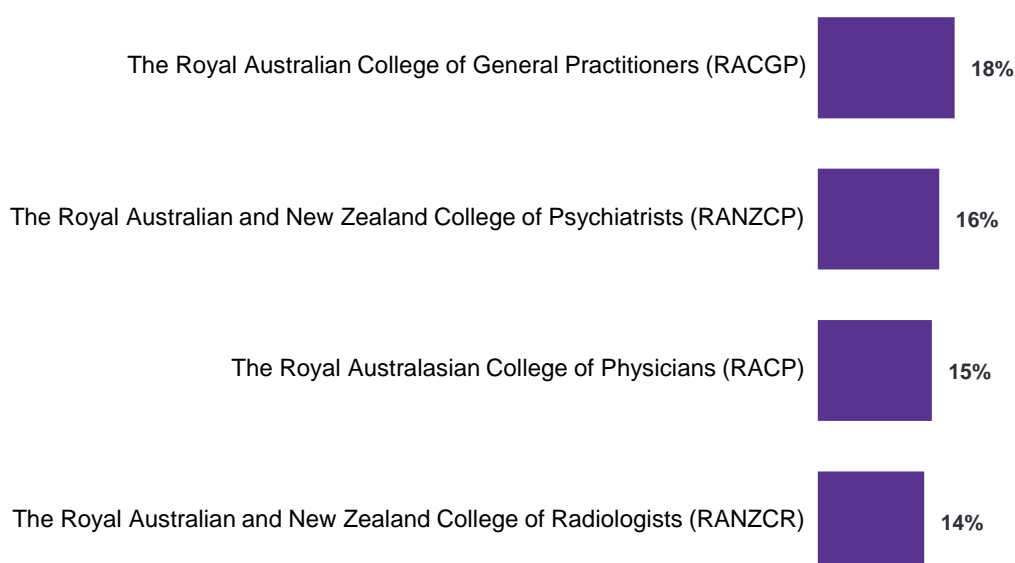 The Royal Australian College of General Practitioners (RACGP) 18%
The Royal Australian and New Zealand College of Psychiatrists (RANZCP) 16%
The Royal Australasian College of Physicians (RACP) 15%
The Royal Australian and New Zealand College of Radiologists (RANZCR) 14%